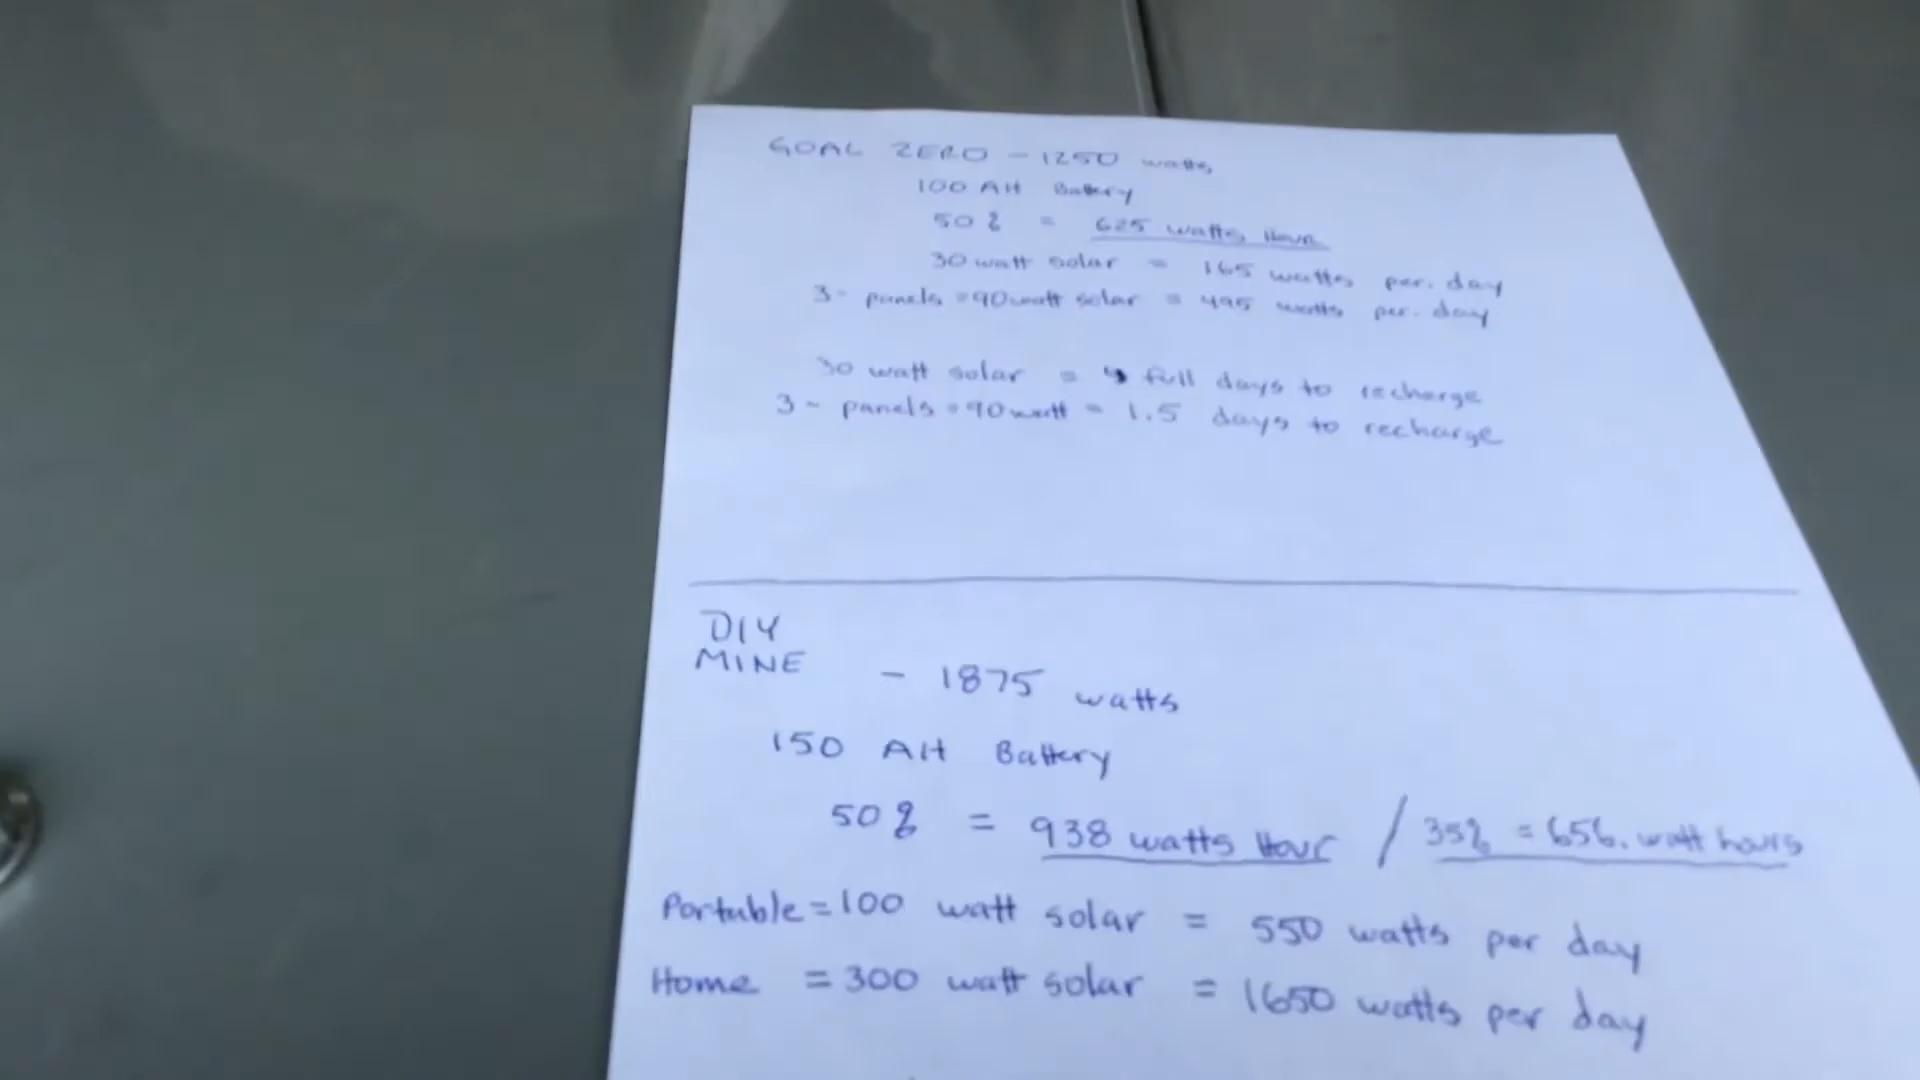 GOAL ZERO - 1250 watts
100 AH Battery
50% = 625 watts Hour
30 watt solar = 165 watts per. day
3- panels = 90 watt solar = 495 watts per. day
30 watt solar = 4 full days to recharge
3- panels = 90 watt = 1.5 days to recharge
DIY
MINE - 1875 watts
150 AH Battery
50% = 938 watts Hour / 35% = 656. watt hours
Portable = 100 watt solar = 550 watts per day
Home = 300 watt solar = 1650 watts per day